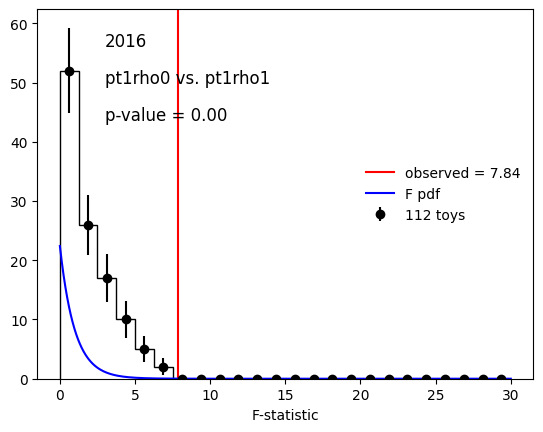 2016
pt1rho0 vs. pt1rho1
p-value = 0.00
observed = 7.84
F pdf
112 toys
60
50
40
30
20
10
0
0 5 10 15 20 25 30
F-statistic